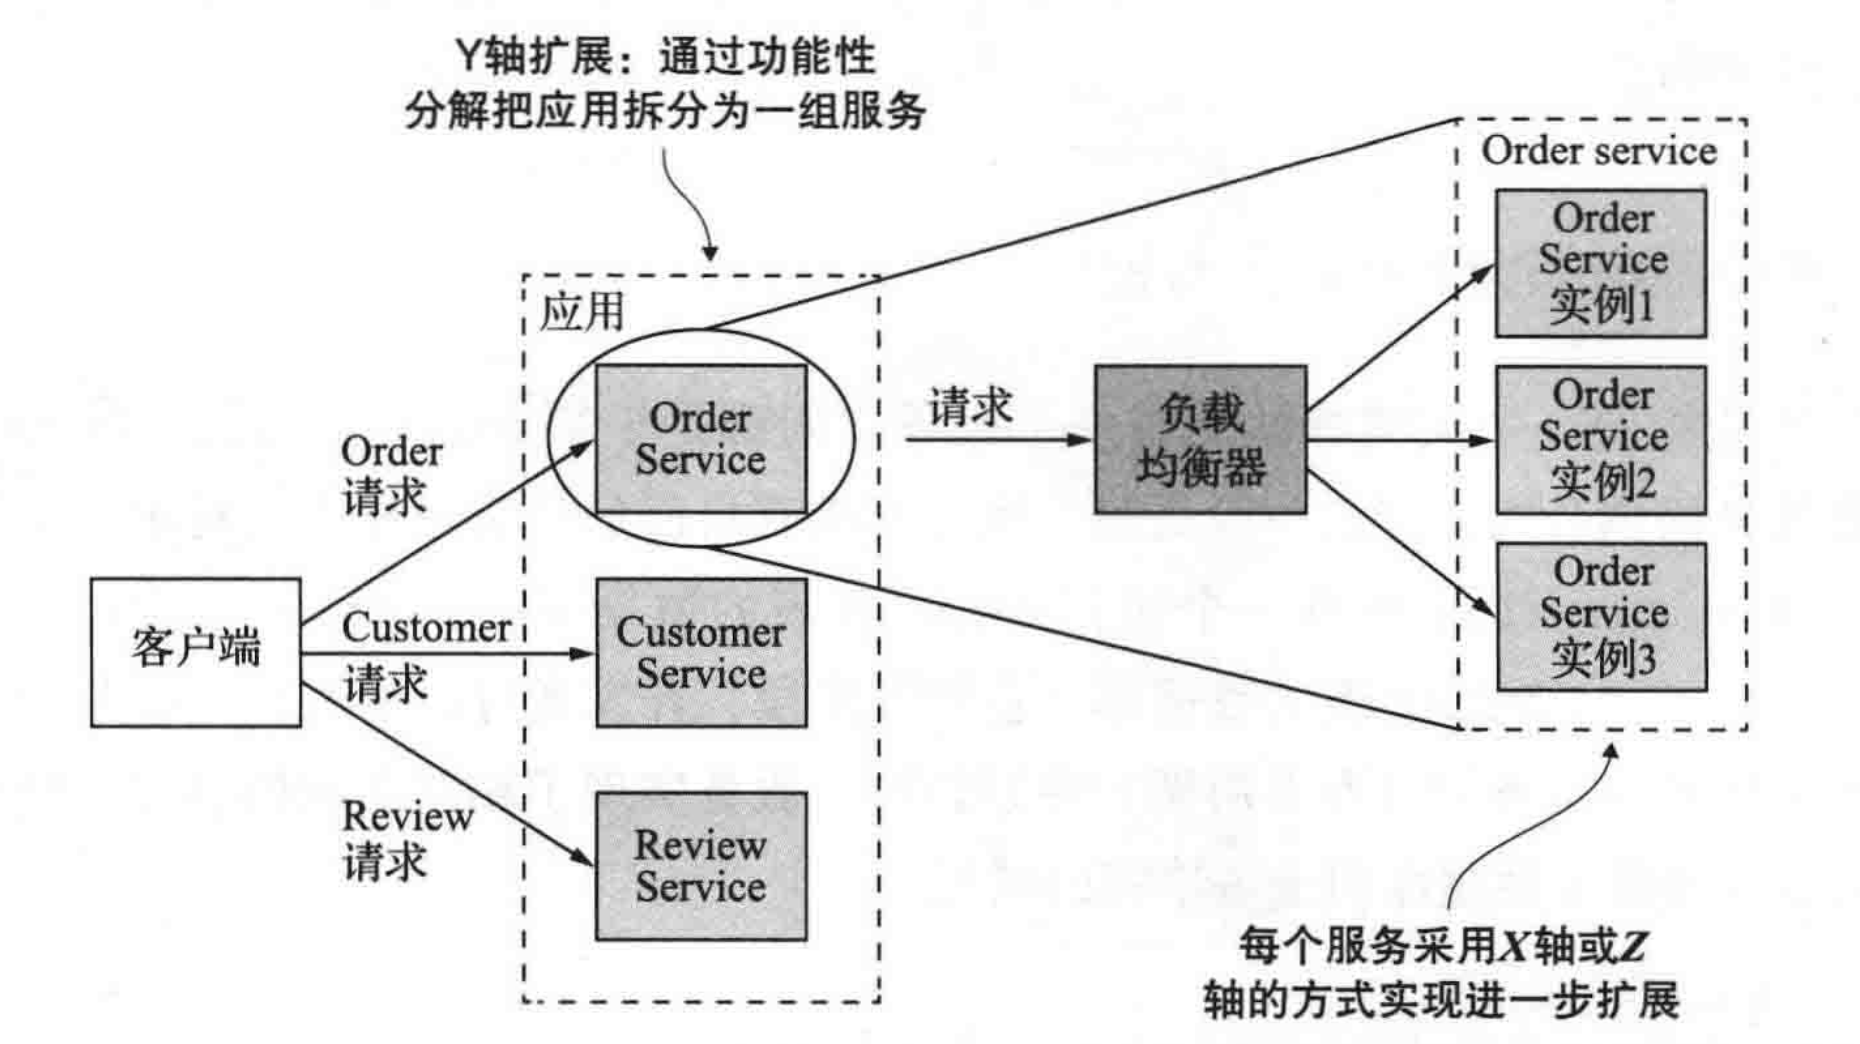 Y轴扩展：通过功能性
分解把应用拆分为一组服务
应用
Order
Service
Order
请求
客户端
Customer
请求
Customer
Service
Review
请求
Review
Service
请求
负载
均衡器
Order service
Order
Service
实例1
Order
Service
实例2
Order
Service
实例3
每个服务采用X轴或Z
轴的方式实现进一步扩展